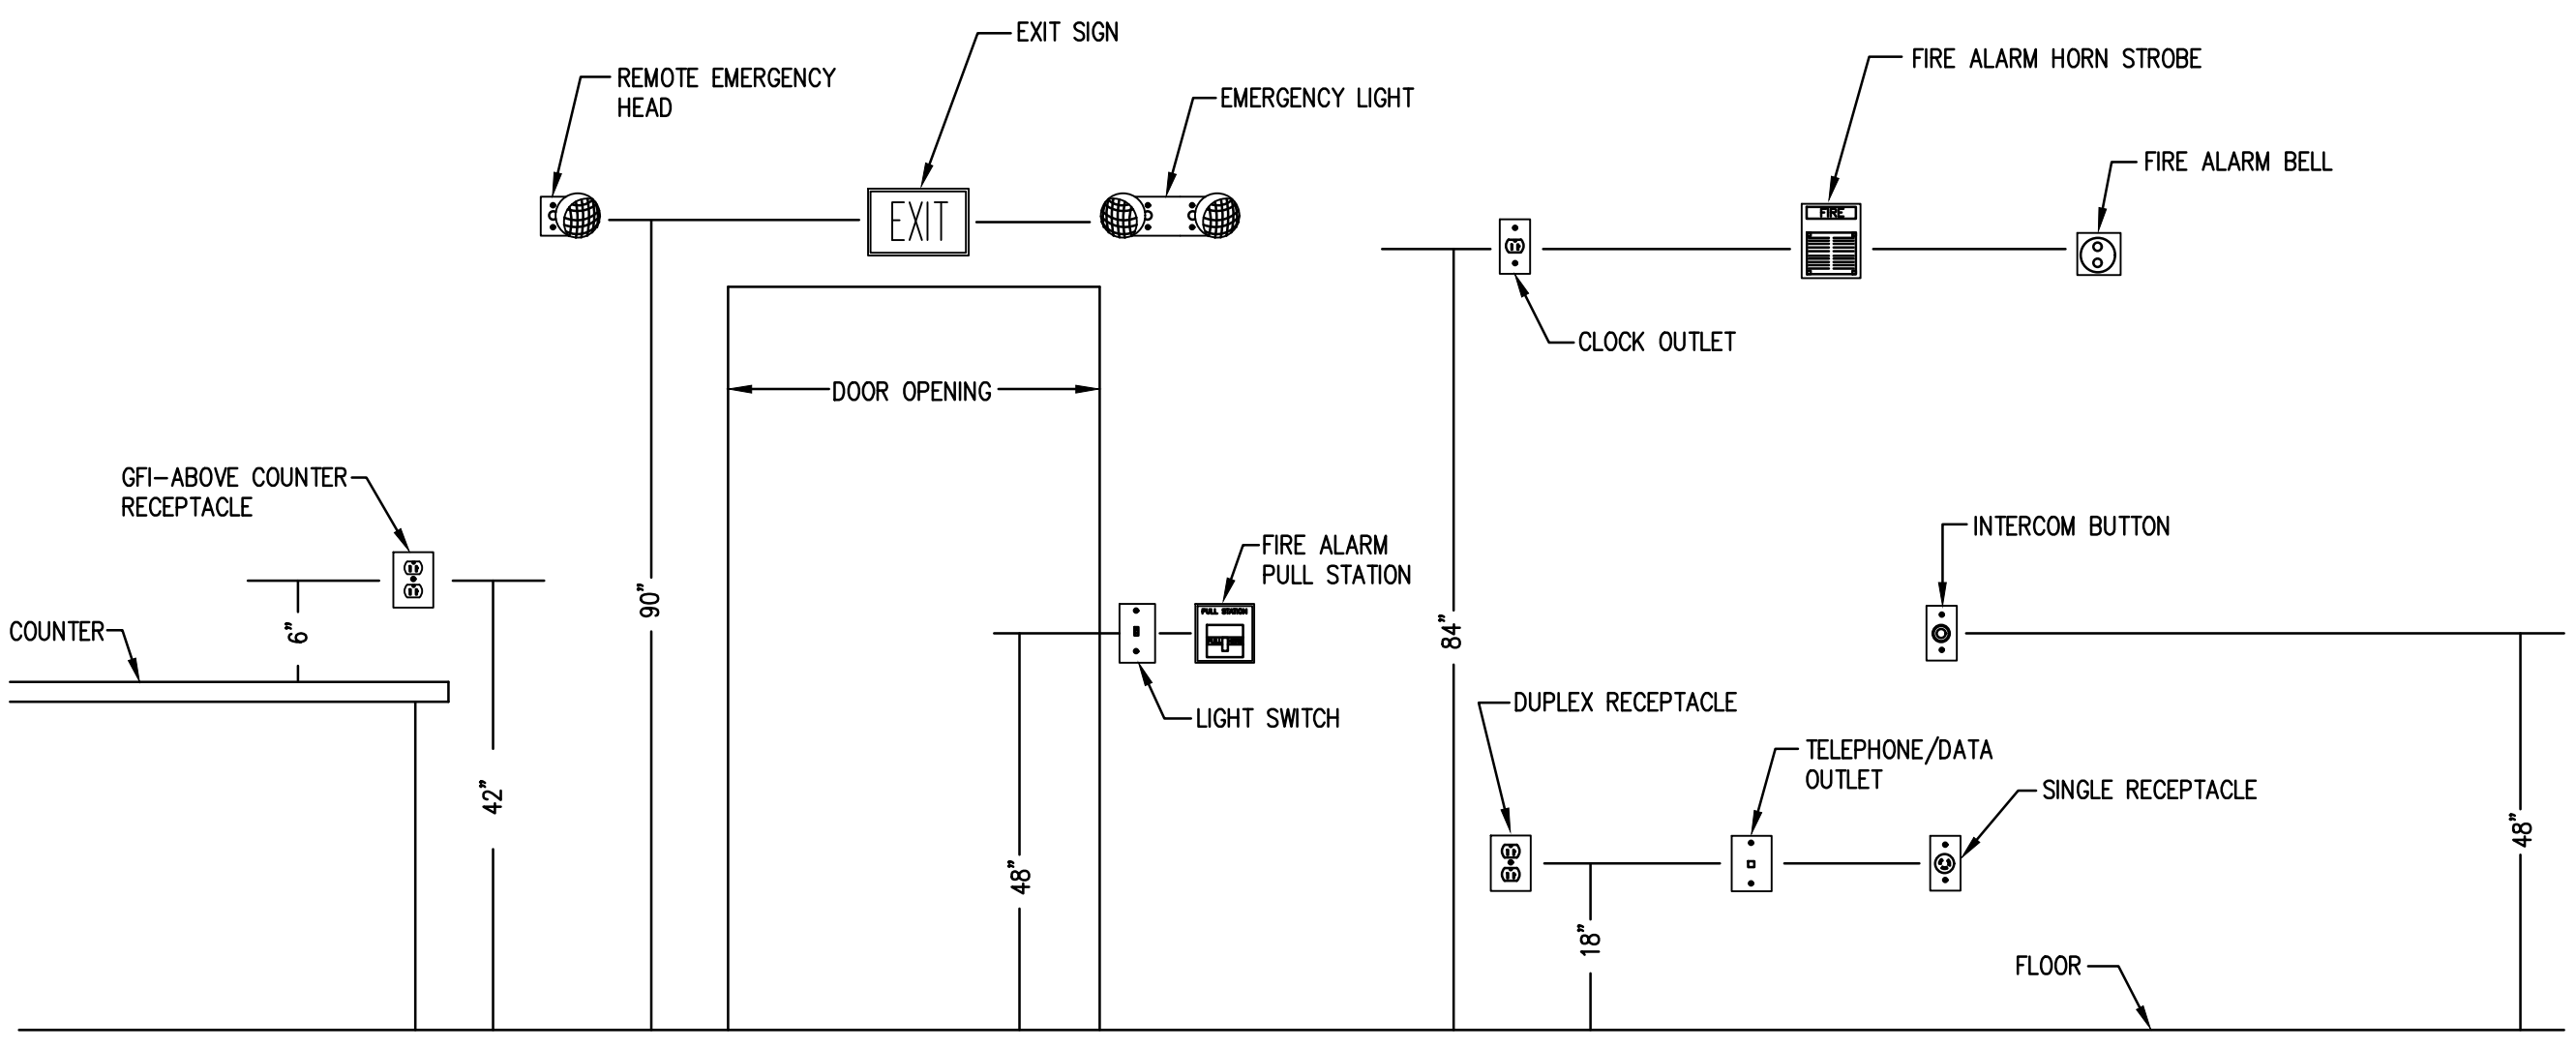 EXIT SIGN
REMOTE EMERGENCY
HEAD
EMERGENCY LIGHT
FIRE ALARM HORN STROBE
FIRE ALARM BELL
EXIT
FIRE
CLOCK OUTLET
DOOR OPENING
GFI-ABOVE COUNTER
RECEPTACLE
FIRE ALARM
PULL STATION
INTERCOM BUTTON
90"
PULL STATION
COUNTER
6"
84"
LIGHT SWITCH
DUPLEX RECEPTACLE
TELEPHONE/DATA
OUTLET
SINGLE RECEPTACLE
42"
48"
48"
18"
FLOOR